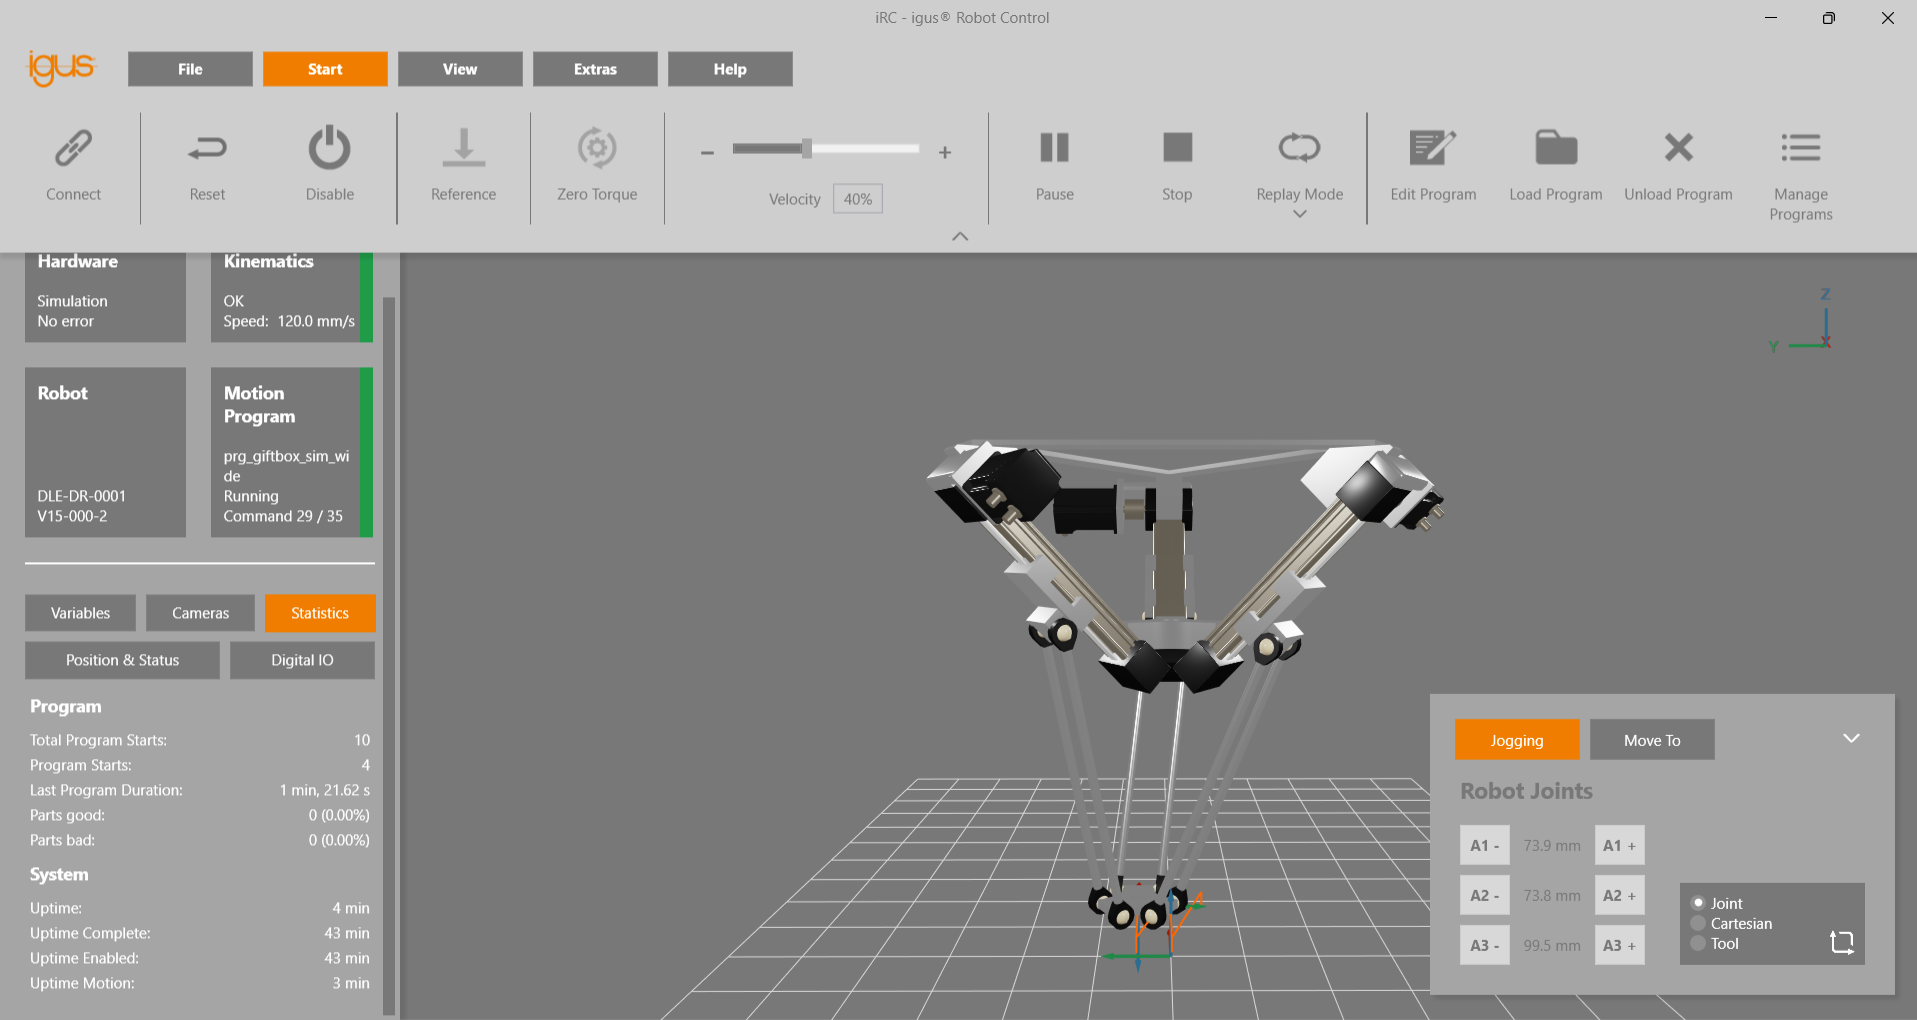 iRC - igus® Robot Control
igus
File
Start
View
Extras
Help
Connect
Reset
Disable
Reference
Zero Torque
Velocity 40%
Pause
Stop
Replay Mode
Edit Program
Load Program
Unload Program
Manage
Programs
Hardware
Simulation
No error
Kinematics
OK
Speed: 120.0 mm/s
Robot
DLE-DR-0001
V15-000-2
Motion
Program
prg_giftbox_sim_wi
de
Running
Command 29 / 35
Variables
Cameras
Statistics
Position & Status
Digital IO
Program
Total Program Starts: 10
Program Starts: 4
Last Program Duration: 1 min, 21.62 s
Parts good: 0 (0.00%)
Parts bad: 0 (0.00%)
System
Uptime: 4 min
Uptime Complete: 43 min
Uptime Enabled: 43 min
Uptime Motion: 3 min
Z
Y X
Jogging
Move To
Robot Joints
A1 - 73.9 mm A1 +
A2 - 73.8 mm A2 +
A3 - 99.5 mm A3 +
Joint
Cartesian
Tool